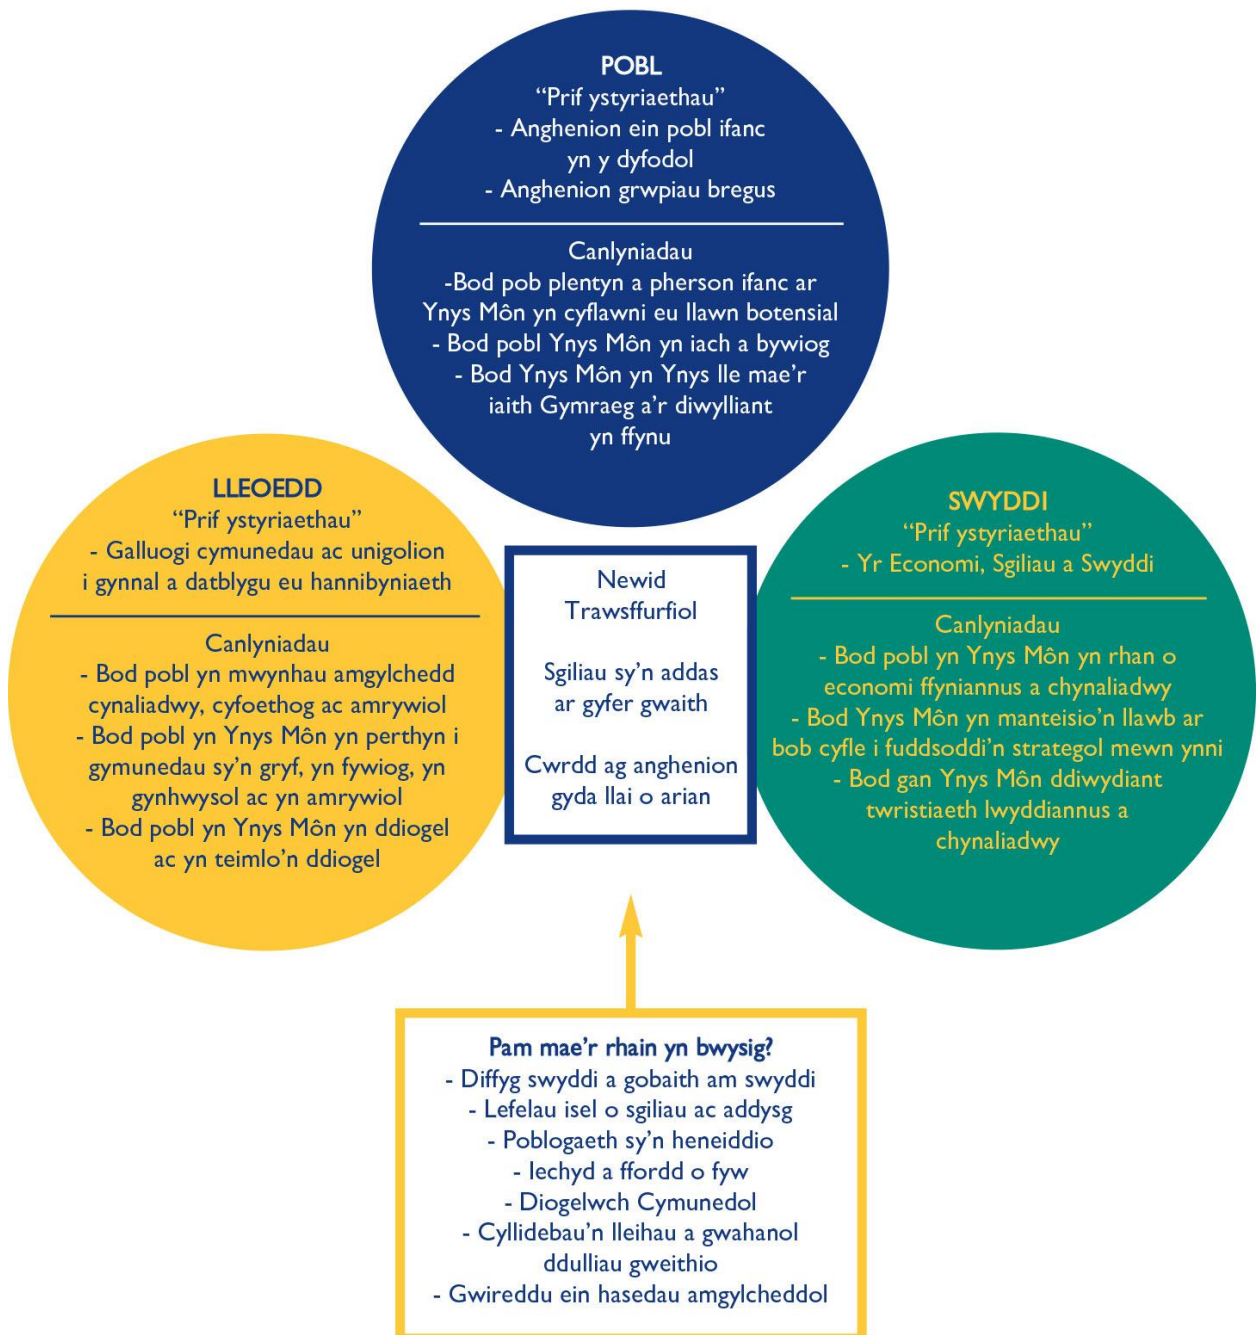 POBL
“Prif ystyriaethau”
- Anghenion ein pobl ifanc
yn y dyfodol
- Anghenion grwpiau bregus
Canlyniadau
-Bod pob plentyn a pherson ifanc ar
Ynys Môn yn cyflawni eu llawn botensial
- Bod pobl Ynys Môn yn iach a bywiog
- Bod Ynys Môn yn Ynys lle mae’r
iaith Gymraeg a’r diwylliant
yn ffynu
LLEOEDD
“Prif ystyriaethau”
- Galluogi cymunedau ac unigolion
i gynnal a datblygu eu hannibyniaeth
Canlyniadau
- Bod pobl yn mwynhau amgylchedd
cynaliadwy, cyfoethog ac amrywiol
- Bod pobl yn Ynys Môn yn perthyn i
gymunedau sy’n gryf, yn fywiog, yn
gynhwysol ac yn amrywiol
- Bod pobl yn Ynys Môn yn ddiogel
ac yn teimlo’n ddiogel
Newid
Trawsffurfiol
Sgiliau sy’n addas
ar gyfer gwaith
Cwrdd ag anghenion
gyda llai o arian
SWYDDI
“Prif ystyriaethau”
- Yr Economi, Sgiliau a Swyddi
Canlyniadau
- Bod pobl yn Ynys Môn yn rhan o
economi ffyniannus a chynaliadwy
- Bod Ynys Môn yn manteisio’n llawb ar
bob cyfle i fuddsoddi’n strategol mewn ynni
- Bod gan Ynys Môn ddiwydiant
twristiaeth lwyddiannus a
chynaliadwy
Pam mae’r rhain yn bwysig?
- Diffyg swyddi a gobaith am swyddi
- Lefelau isel o sgiliau ac addysg
- Poblogaeth sy’n heneiddio
- Iechyd a ffordd o fyw
- Diogelwch Cymunedol
- Cyllidebau’n lleihau a gwahanol
ddulliau gweithio
- Gwireddu ein hasedau amgylcheddol